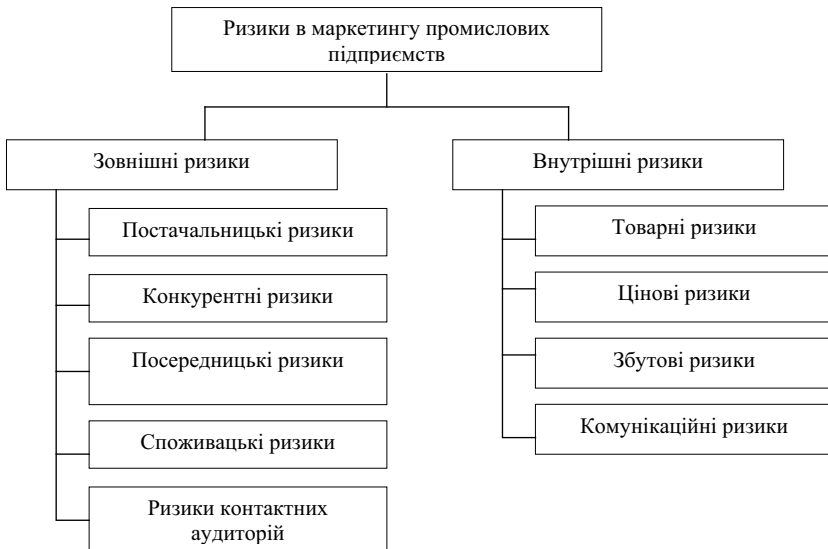 Ризики в маркетингу промислових
підприємств
Зовнішні ризики
Постачальницькі ризики
Конкурентні ризики
Посередницькі ризики
Споживацькі ризики
Ризики контактних
аудиторій
Внутрішні ризики
Товарні ризики
Цінові ризики
Збутові ризики
Комунікаційні ризики